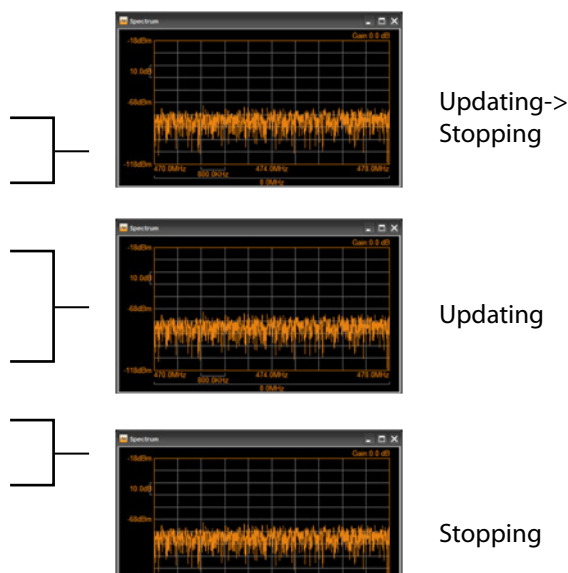 Spectrum
Gain 0.0 dB
-18dBm
10.0dB
-68dBm
-118dBm
470.0MHz 474.0MHz 478.0MHz
800.0KHz
8.0MHz
Updating->
Stopping
Spectrum
Gain 0.0 dB
-18dBm
10.0dB
-68dBm
-118dBm
470.0MHz 474.0MHz 478.0MHz
800.0KHz
8.0MHz
Updating
Spectrum
Gain 0.0 dB
-18dBm
10.0dB
-68dBm
Stopping